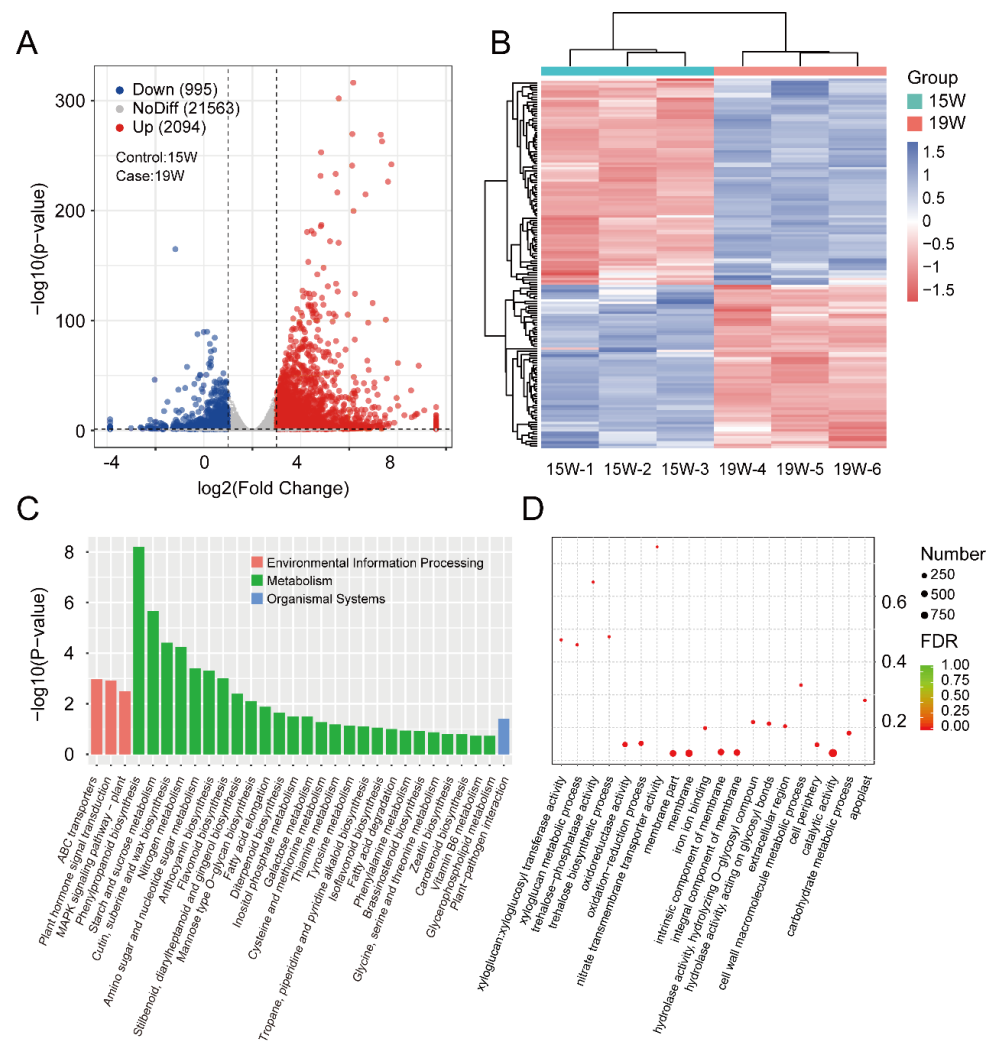 A
Down (995)
NoDiff (21563)
Up (2094)
Control:15W
Case:19W
300
200
100
0
−log10(p−value)
-4
0
4
8
log2(Fold Change)
B
Group
15W
19W
1.5
1
0.5
0
−0.5
−1
−1.5
15W-1
15W-2
15W-3
19W-4
19W-5
19W-6
C
8
6
4
2
0
−log10(P−value)
Environmental Information Processing
Metabolism
Organismal Systems
ABC transporters
Plant hormone signal transduction
MAPK signaling pathway − plant
Phenylpropanoid biosynthesis
Starch and sucrose metabolism
Cutin, suberine and wax biosynthesis
Nitrogen metabolism
Amino sugar and nucleotide sugar metabolism
Anthocyanin biosynthesis
Flavonoid biosynthesis
Stilbenoid, diarylheptanoid and gingerol biosynthesis
Mannose type O−glycan biosynthesis
Fatty acid elongation
Diterpenoid biosynthesis
Inositol phosphate metabolism
Galactose metabolism
Cysteine and methionine metabolism
Thiamine metabolism
Tyrosine metabolism
Tropane, piperidine and pyridine alkaloid biosynthesis
Isoflavonoid biosynthesis
Fatty acid degradation
Brassinosteroid biosynthesis
Phenylalanine metabolism
Glycine, serine and threonine metabolism
Zeatin biosynthesis
Carotenoid biosynthesis
Vitamin B6 metabolism
Glycerophospholipid metabolism
Plant−pathogen interaction
D
0.6
0.4
0.2
Number
250
500
750
FDR
1.00
0.75
0.50
0.25
0.00
xyloglucan:xyloglucosyl transferase activity
xyloglucan metabolic process
trehalose−phosphatase activity
trehalose biosynthetic process
oxidoreductase activity
oxidation−reduction process
nitrate transmembrane transporter activity
membrane part
membrane
iron ion binding
intrinsic component of membrane
integral component of membrane
hydrolase activity, hydrolyzing O−glycosyl compoun
hydrolase activity, acting on glycosyl bonds
extracellular region
cell wall macromolecule metabolic process
cell periphery
catalytic activity
carbohydrate metabolic process
apoplast